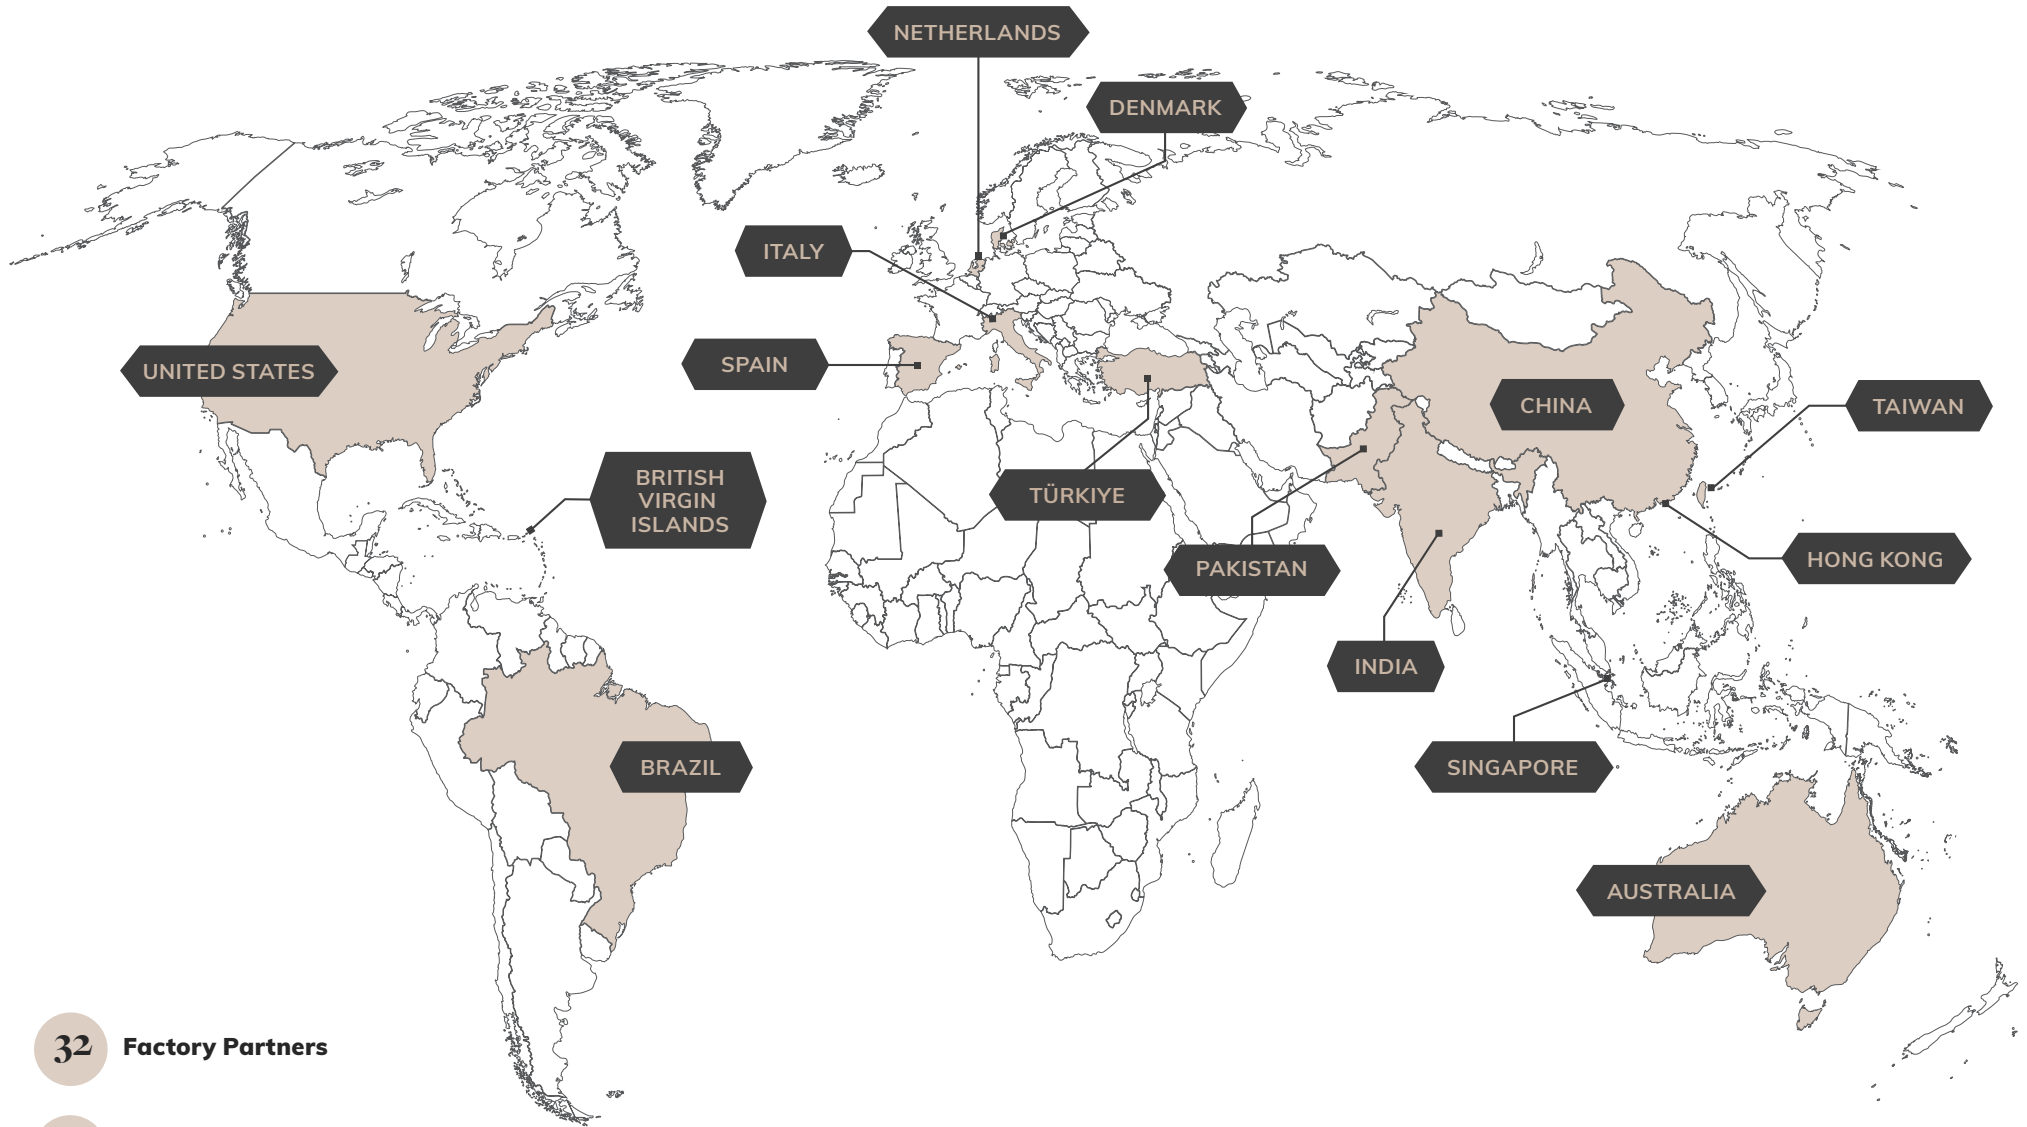 NETHERLANDS
DENMARK
ITALY
SPAIN
UNITED STATES
CHINA
TAIWAN
BRITISH
VIRGIN
ISLANDS
TÜRKIYE
PAKISTAN
HONG KONG
INDIA
SINGAPORE
BRAZIL
AUSTRALIA
32 Factory Partners